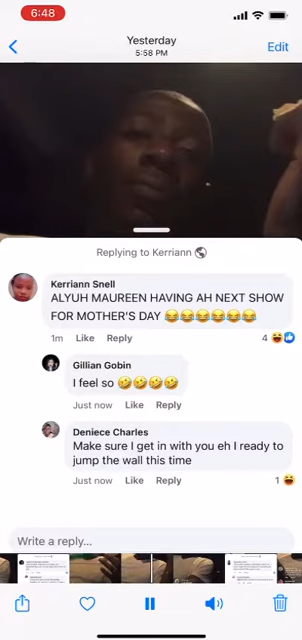 6:48
Yesterday
Edit
5:58 PM
Replying to Kerriann
Kerriann Snell
ALYUH MAUREEN HAVING AH NEXT SHOW
FOR MOTHER'S DAY 😂😂😂😂😂😂
1m Like Reply 4
Gillian Gobin
I feel so 🤣🤣🤣🤣
Just now Like Reply
Deniece Charles
Make sure I get in with you eh I ready to
jump the wall this time
Just now Like Reply 1
Write a reply...